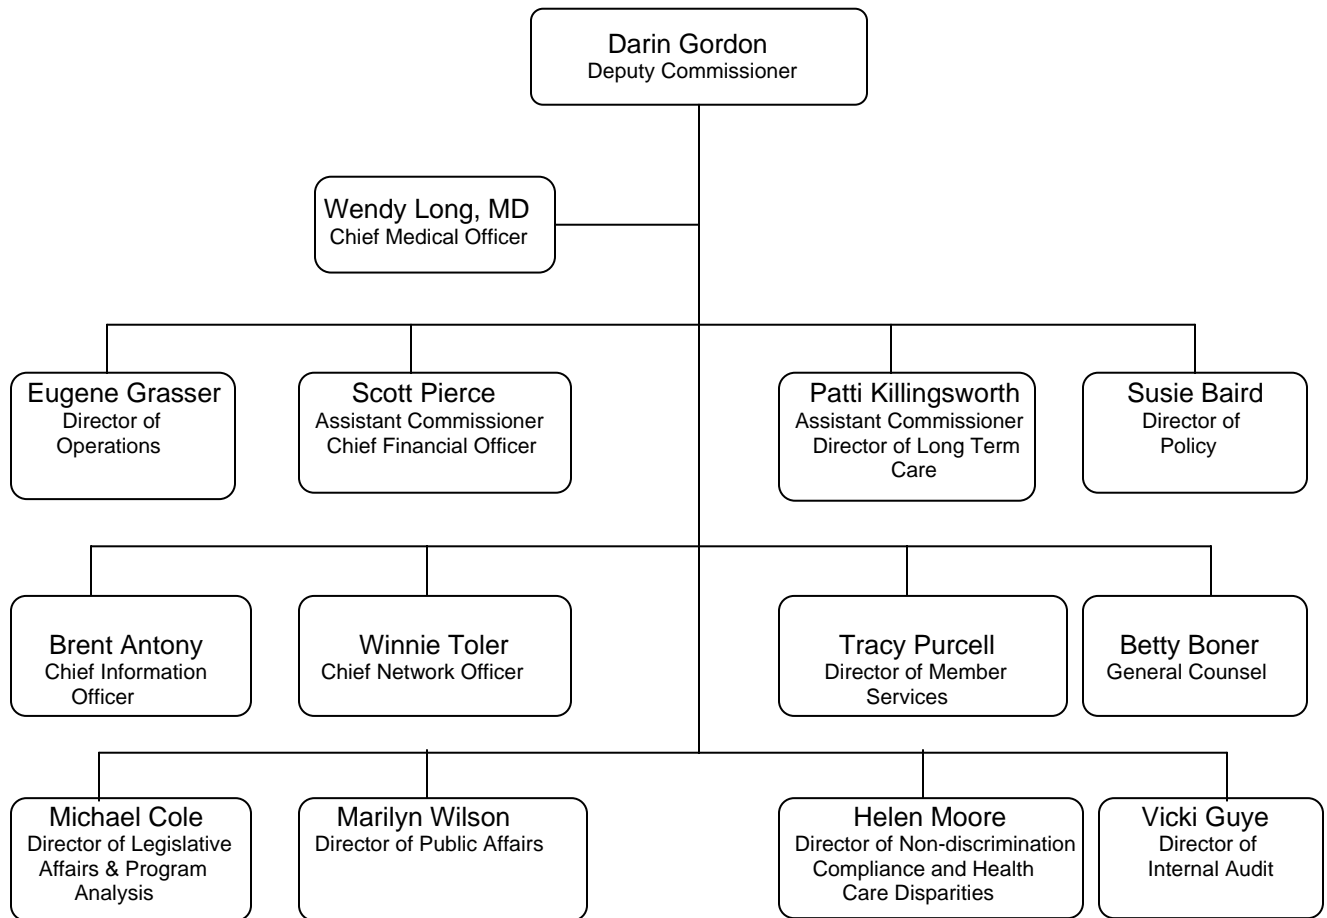 Darin Gordon
Deputy Commissioner
Wendy Long, MD
Chief Medical Officer
Eugene Grasser
Director of
Operations
Scott Pierce
Assistant Commissioner
Chief Financial Officer
Patti Killingsworth
Assistant Commissioner
Director of Long Term
Care
Susie Baird
Director of
Policy
Brent Antony
Chief Information
Officer
Winnie Toler
Chief Network Officer
Tracy Purcell
Director of Member
Services
Betty Boner
General Counsel
Michael Cole
Director of Legislative
Affairs & Program
Analysis
Marilyn Wilson
Director of Public Affairs
Helen Moore
Director of Non-discrimination
Compliance and Health
Care Disparities
Vicki Guye
Director of
Internal Audit